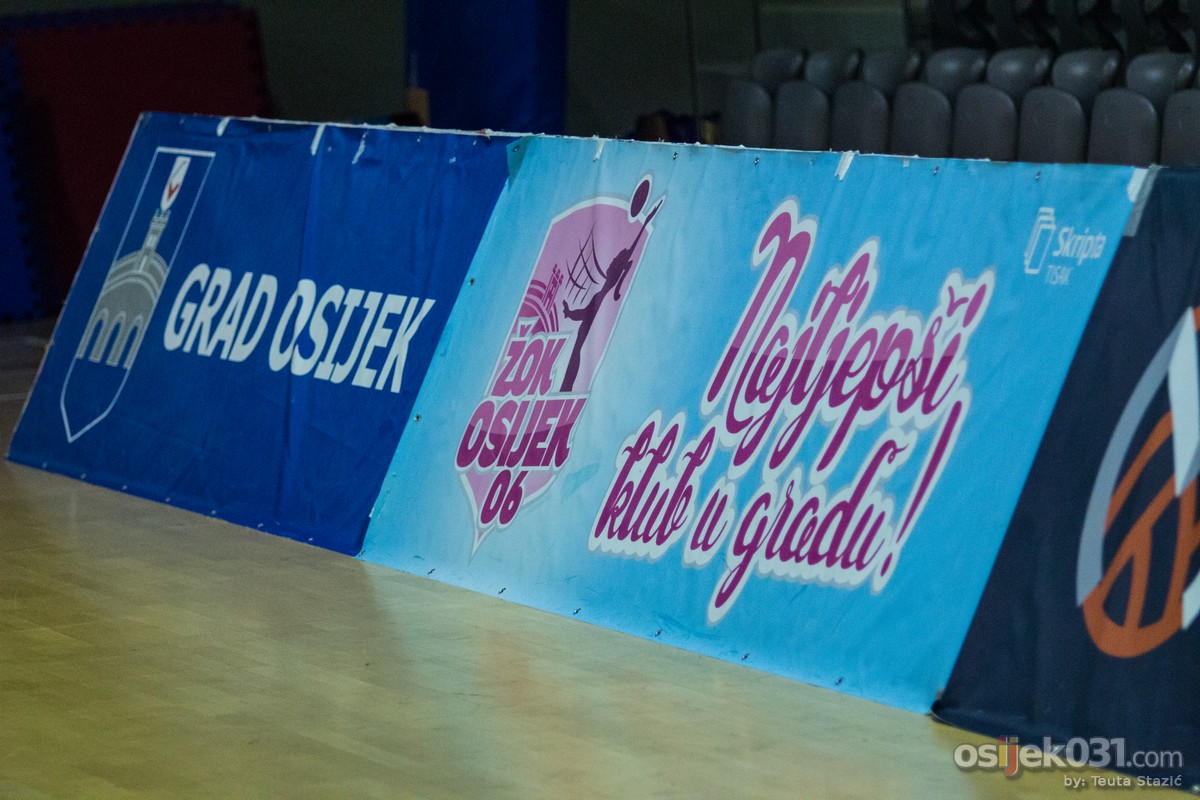 GRAD OSIJEK
ŽOK
OSIJEK
06
Najljepši
klub u gradu!
Skripta
TISAK
osijek031.com
by: Teuta Stazić